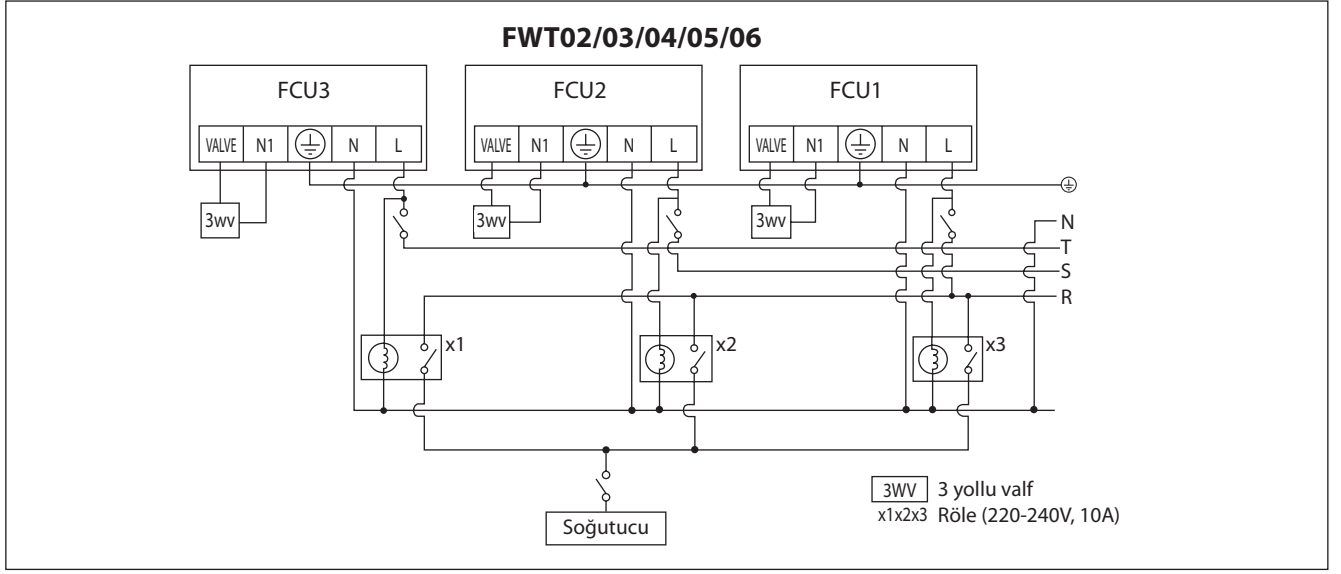 FWT02/03/04/05/06
FCU3
FCU2
FCU1
VALVE N1 N L
VALVE N1 N L
VALVE N1 N L
3wv
3wv
3wv
N
T
S
R
x1
x2
x3
3WV 3 yollu valf
x1x2x3 Röle (220-240V, 10A)
Soğutucu